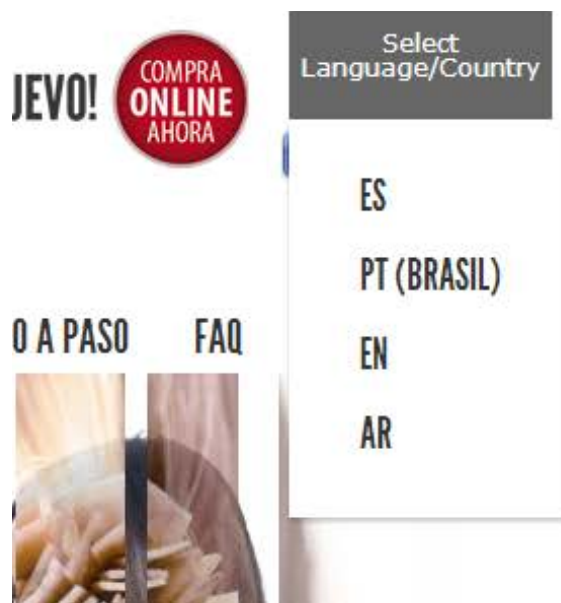 JEVO!
COMPRA
ONLINE
AHORA
Select
Language/Country
ES
PT (BRASIL)
EN
AR
O A PASO
FAQ